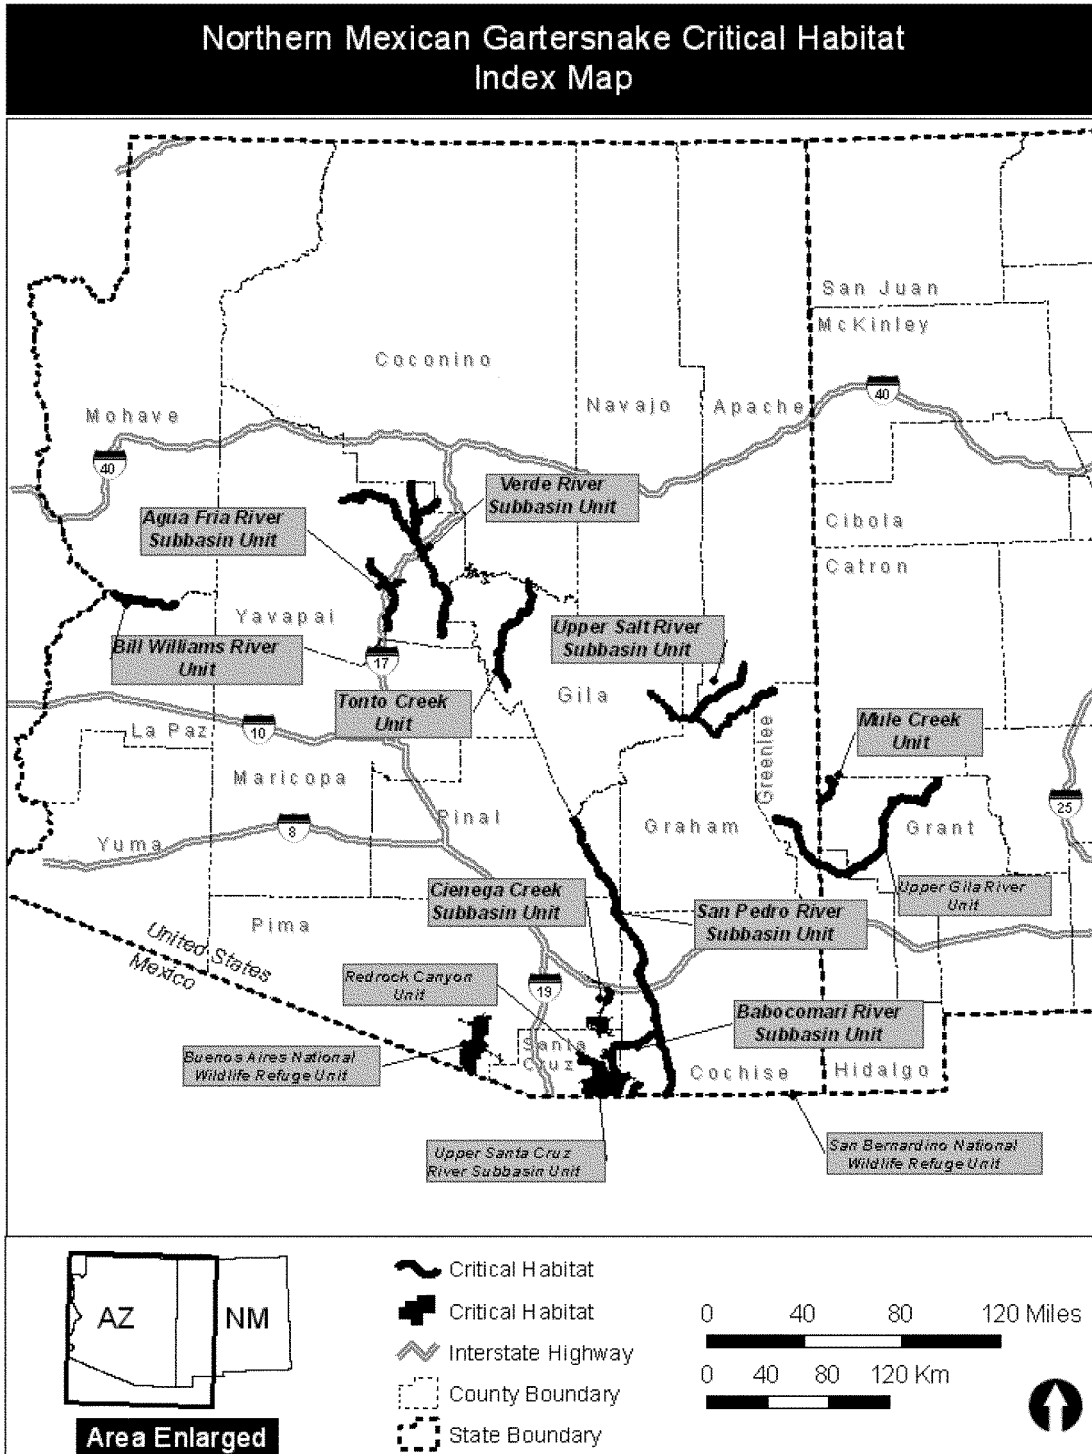 Northern Mexican Gartersnake Critical Habitat
Index Map
San Juan
McKinley
Coconino
Mohave
Navajo
Apache
40
40
Verde River
Subbasin Unit
Agua Fria River
Subbasin Unit
Cibola
Catron
Yavapai
Upper Salt River
Subbasin Unit
Bill Williams River
Unit
17
Tonto Creek
Unit
Gila
Mule Creek
Unit
La Paz
10
Maricopa
Greenlee
25
Pinal
Graham
Grant
Yuma
8
Cienega Creek
Subbasin Unit
Upper Gila River
Unit
San Pedro River
Subbasin Unit
Pima
United States
Mexico
Redrock Canyon
Unit
19
Babocomari River
Subbasin Unit
Santa
Cruz
Buenos Aires National
Wildlife Refuge Unit
Cochise
Hidalgo
Upper Santa Cruz
River Subbasin Unit
San Bernardino National
Wildlife Refuge Unit
AZ
NM
Area Enlarged
Critical Habitat
Critical Habitat
Interstate Highway
County Boundary
State Boundary
0 40 80 120 Miles
0 40 80 120 Km